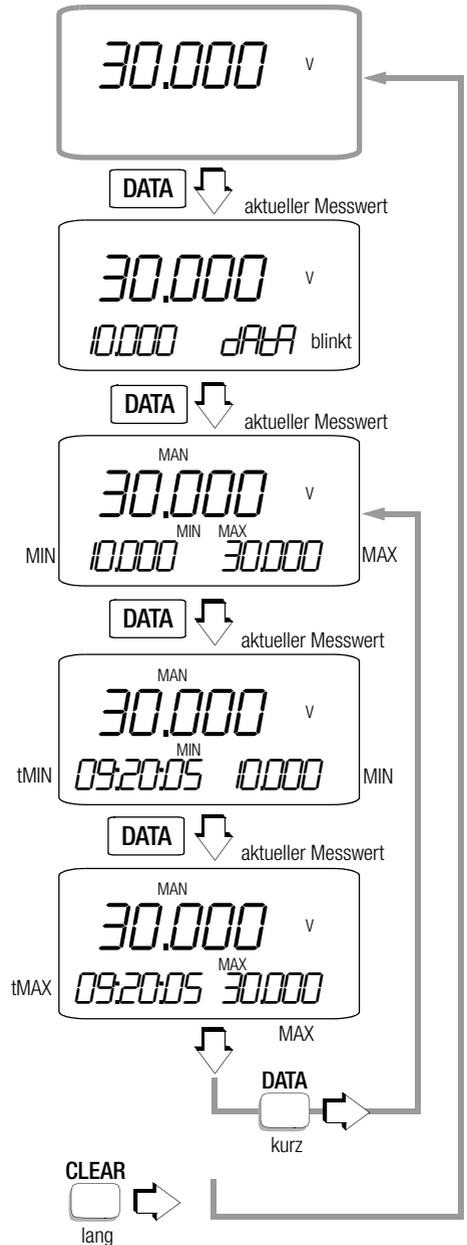 30.000 V
DATA
aktueller Messwert
30.000 V
10.000 dAtA blinkt
DATA
aktueller Messwert
MAN
30.000 V
MIN MAX
MIN 10.000 30.000 MAX
DATA
aktueller Messwert
MAN
30.000 V
MIN
tMIN 09:20:05 10.000 MIN
DATA
aktueller Messwert
MAN
30.000 V
MAX
tMAX 09:20:05 30.000
MAX
DATA
kurz
CLEAR
lang